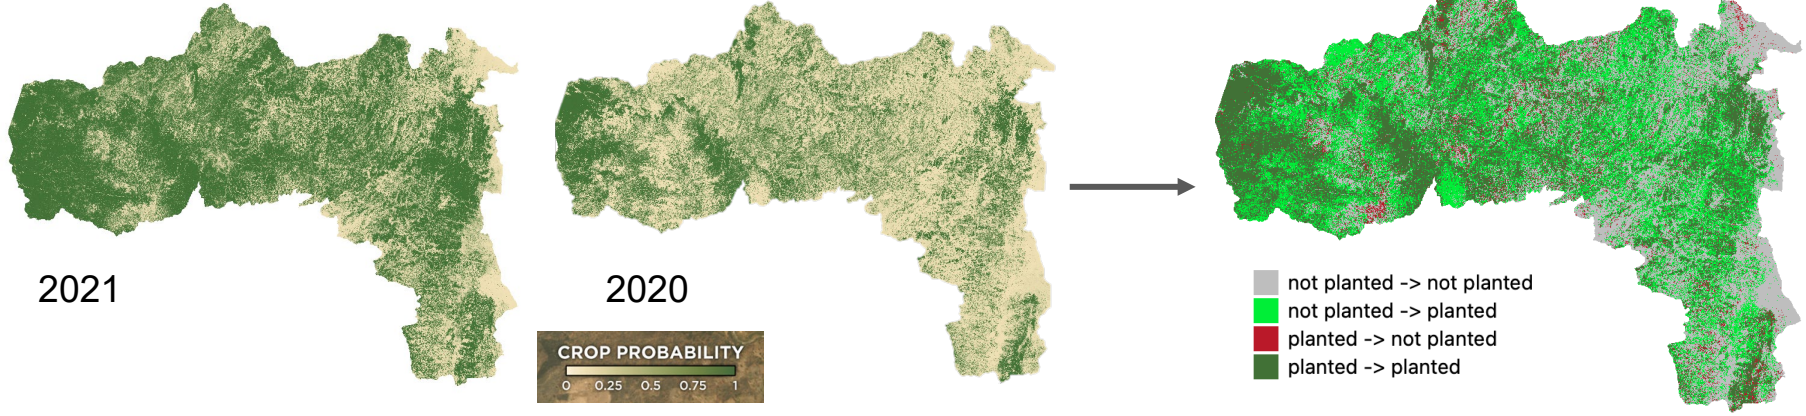 2021
2020
CROP PROBABILITY
0 0.25 0.5 0.75 1
not planted -> not planted
not planted -> planted
planted -> not planted
planted -> planted